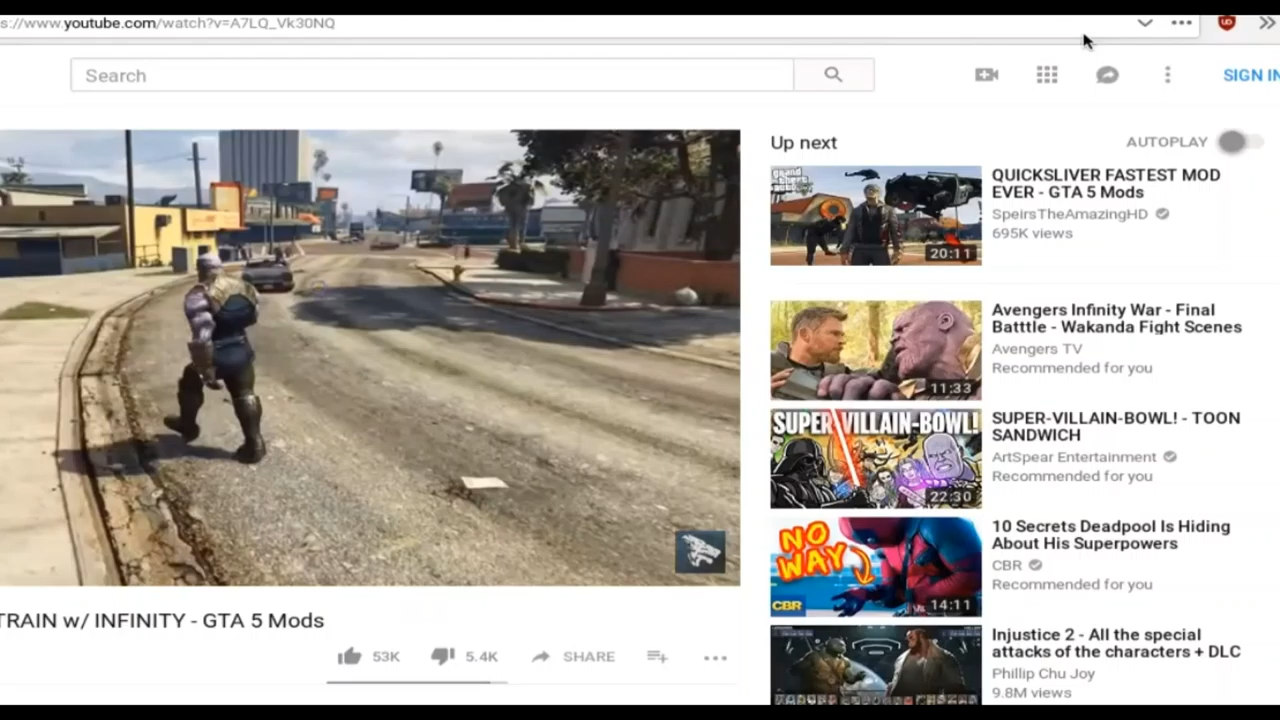 s://www.youtube.com/watch?v=A7LQ_Vk30NQ
Search
SIGN IN
Up next
AUTOPLAY
QUICKSLIVER FASTEST MOD
EVER - GTA 5 Mods
SpeirsTheAmazingHD
695K views
20:11
Avengers Infinity War - Final
Batttle - Wakanda Fight Scenes
Avengers TV
Recommended for you
11:33
SUPER-VILLAIN-BOWL!
SUPER-VILLAIN-BOWL! - TOON
SANDWICH
ArtSpear Entertainment
Recommended for you
22:30
NO
WAY
CBR
10 Secrets Deadpool Is Hiding
About His Superpowers
CBR
Recommended for you
14:11
Injustice 2 - All the special
attacks of the characters + DLC
Phillip Chu Joy
9.8M views
TRAIN w/ INFINITY - GTA 5 Mods
53K
5.4K
SHARE